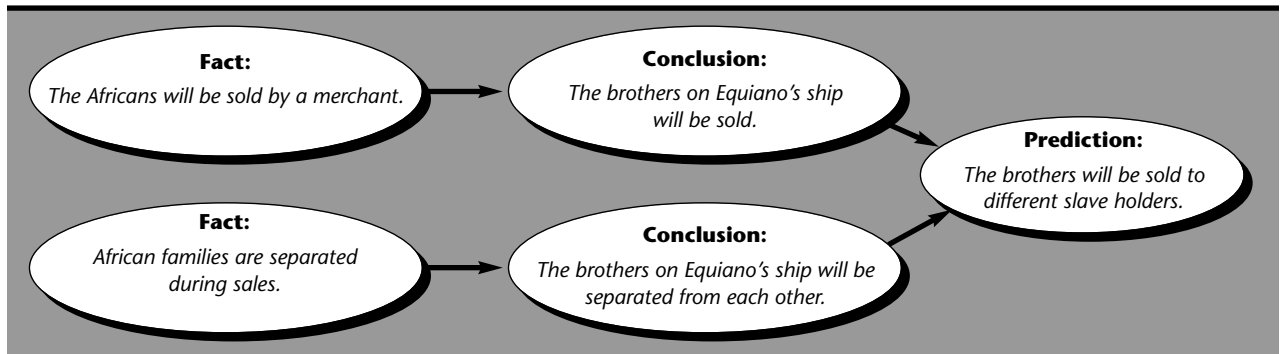 Fact:
The Africans will be sold by a merchant.
Conclusion:
The brothers on Equiano's ship
will be sold.
Prediction:
The brothers will be sold to
different slave holders.
Fact:
African families are separated
during sales.
Conclusion:
The brothers on Equiano's ship will be
separated from each other.